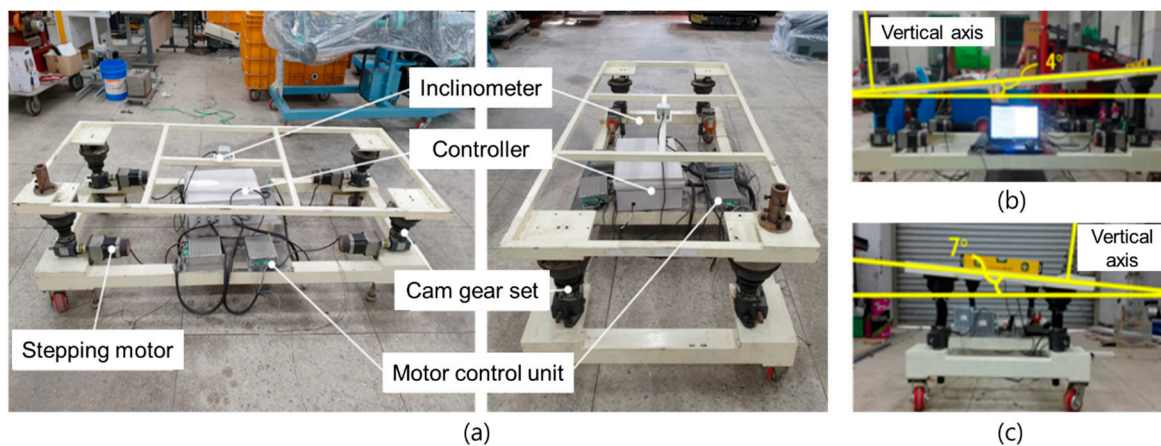 Inclinometer
Controller
Cam gear set
Stepping motor
Motor control unit
(a)
Vertical axis
4°
(b)
7°
Vertical
axis
(c)